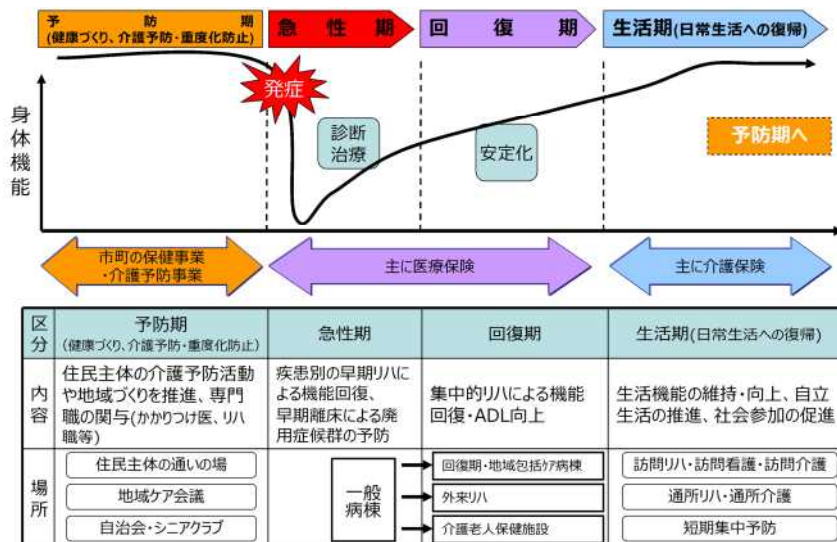 予防期
(健康づくり、介護予防・重度化防止)
急性期
回復期
生活期(日常生活への復帰)
身体機能
発症
診断
治療
安定化
予防期へ
市町の保健事業
・介護予防事業
主に医療保険
主に介護保険
区分
予防期
(健康づくり、介護予防・重度化防止)
急性期
回復期
生活期(日常生活への復帰)
内容
住民主体の介護予防活動
や地域づくりを推進、専門
職の関与(かかりつけ医、リハ
職等)
疾患別の早期リハに
よる機能回復、
早期離床による廃
用症候群の予防
集中的リハによる機能
回復・ADL向上
生活機能の維持・向上、自立
生活の推進、社会参加の促進
場所
住民主体の通いの場
地域ケア会議
自治会・シニアクラブ
一般
病棟
回復期・地域包括ケア病棟
外来リハ
介護老人保健施設
訪問リハ・訪問看護・訪問介護
通所リハ・通所介護
短期集中予防